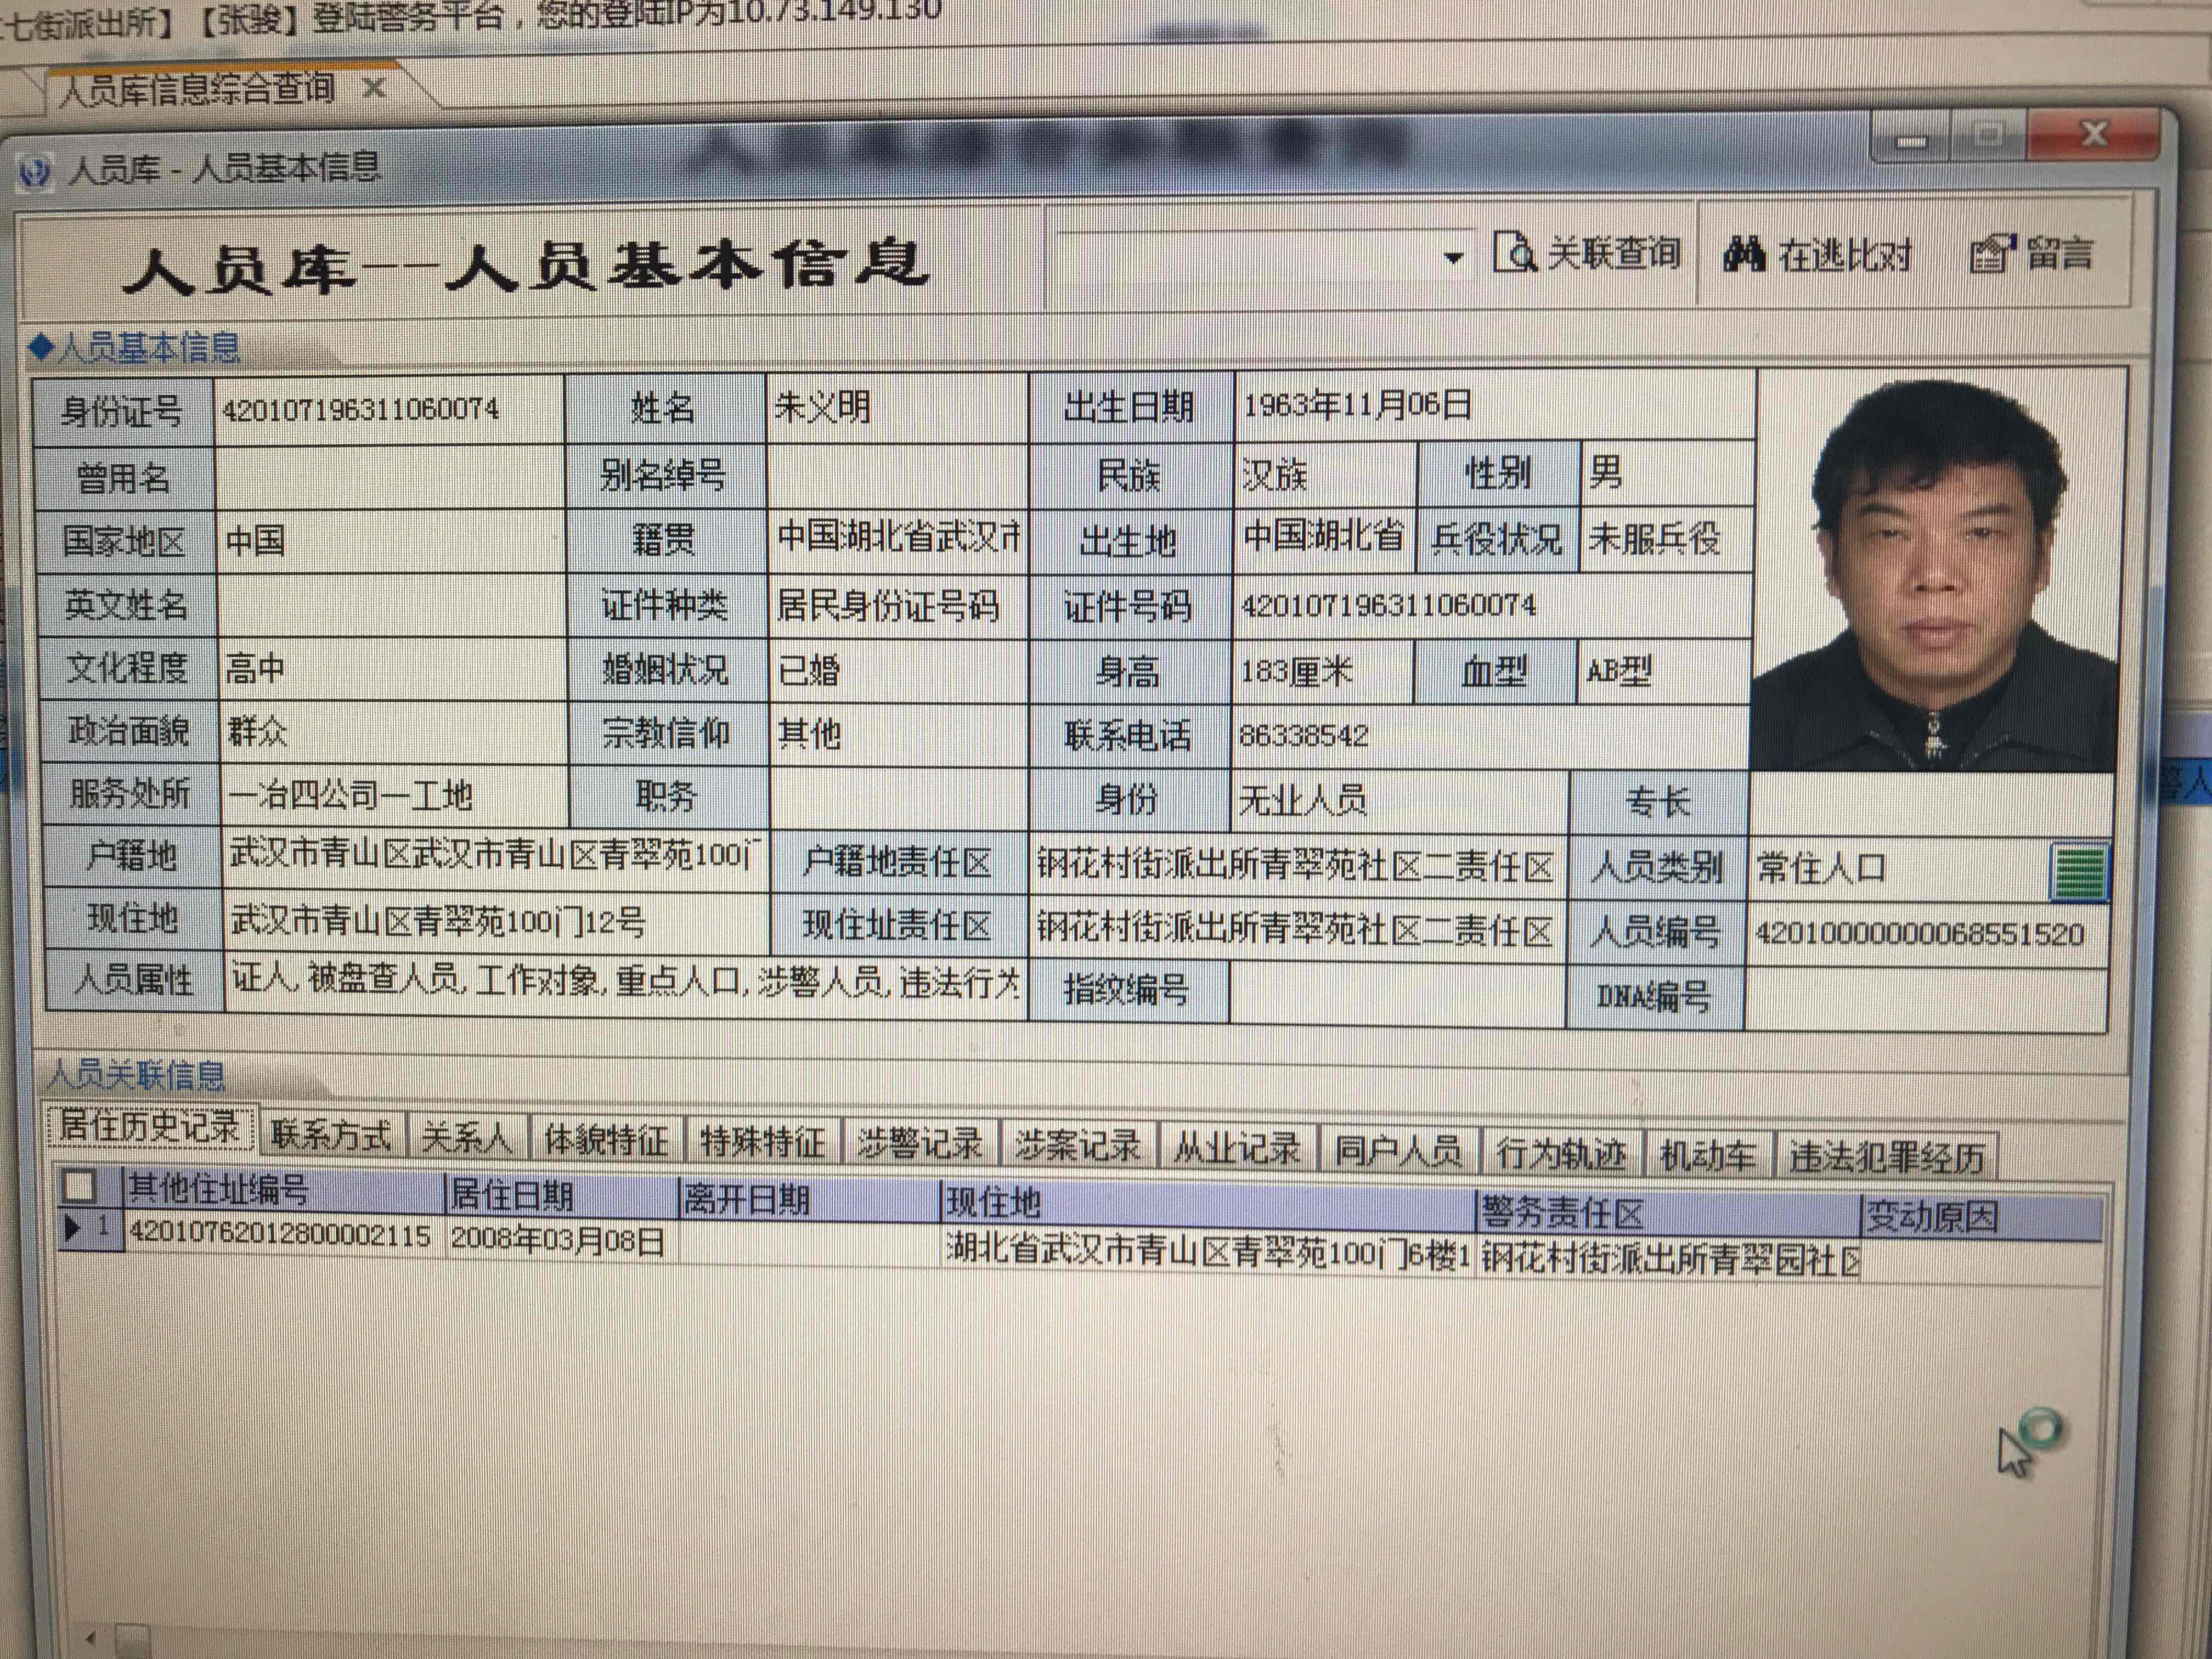 七街派出所】【张骏】登陆警务平台，您的登陆IP为10.73.149.130
人员库信息综合查询
人员库 - 人员基本信息
人员库--人员基本信息 关联查询 在逃比对 留言
人员基本信息
身份证号 420107196311060074 姓名 朱义明 出生日期 1963年11月06日
曾用名 别名绰号 民族 汉族 性别 男
国家地区 中国 籍贯 中国湖北省武汉市 出生地 中国湖北省 兵役状况 未服兵役
英文姓名 证件种类 居民身份证号码 证件号码 420107196311060074
文化程度 高中 婚姻状况 已婚 身高 183厘米 血型 AB型
政治面貌 群众 宗教信仰 其他 联系电话 86338542
服务处所 一冶四公司一工地 职务 身份 无业人员 专长
户籍地 武汉市青山区武汉市青山区青翠苑100门 户籍地责任区 钢花村街派出所青翠苑社区二责任区 人员类别 常住人口
现住地 武汉市青山区青翠苑100门12号 现住址责任区 钢花村街派出所青翠苑社区二责任区 人员编号 42010000000068551520
人员属性 证人,被盘查人员,工作对象,重点人口,涉警人员,违法行为 指纹编号 DNA编号
人员关联信息
居住历史记录 联系方式 关系人 体貌特征 特殊特征 涉警记录 涉案记录 从业记录 同户人员 行为轨迹 机动车 违法犯罪经历
其他住址编号 居住日期 离开日期 现住地 警务责任区 变动原因
1 42010762012800002115 2008年03月08日 湖北省武汉市青山区青翠苑100门6楼1 钢花村街派出所青翠园社区